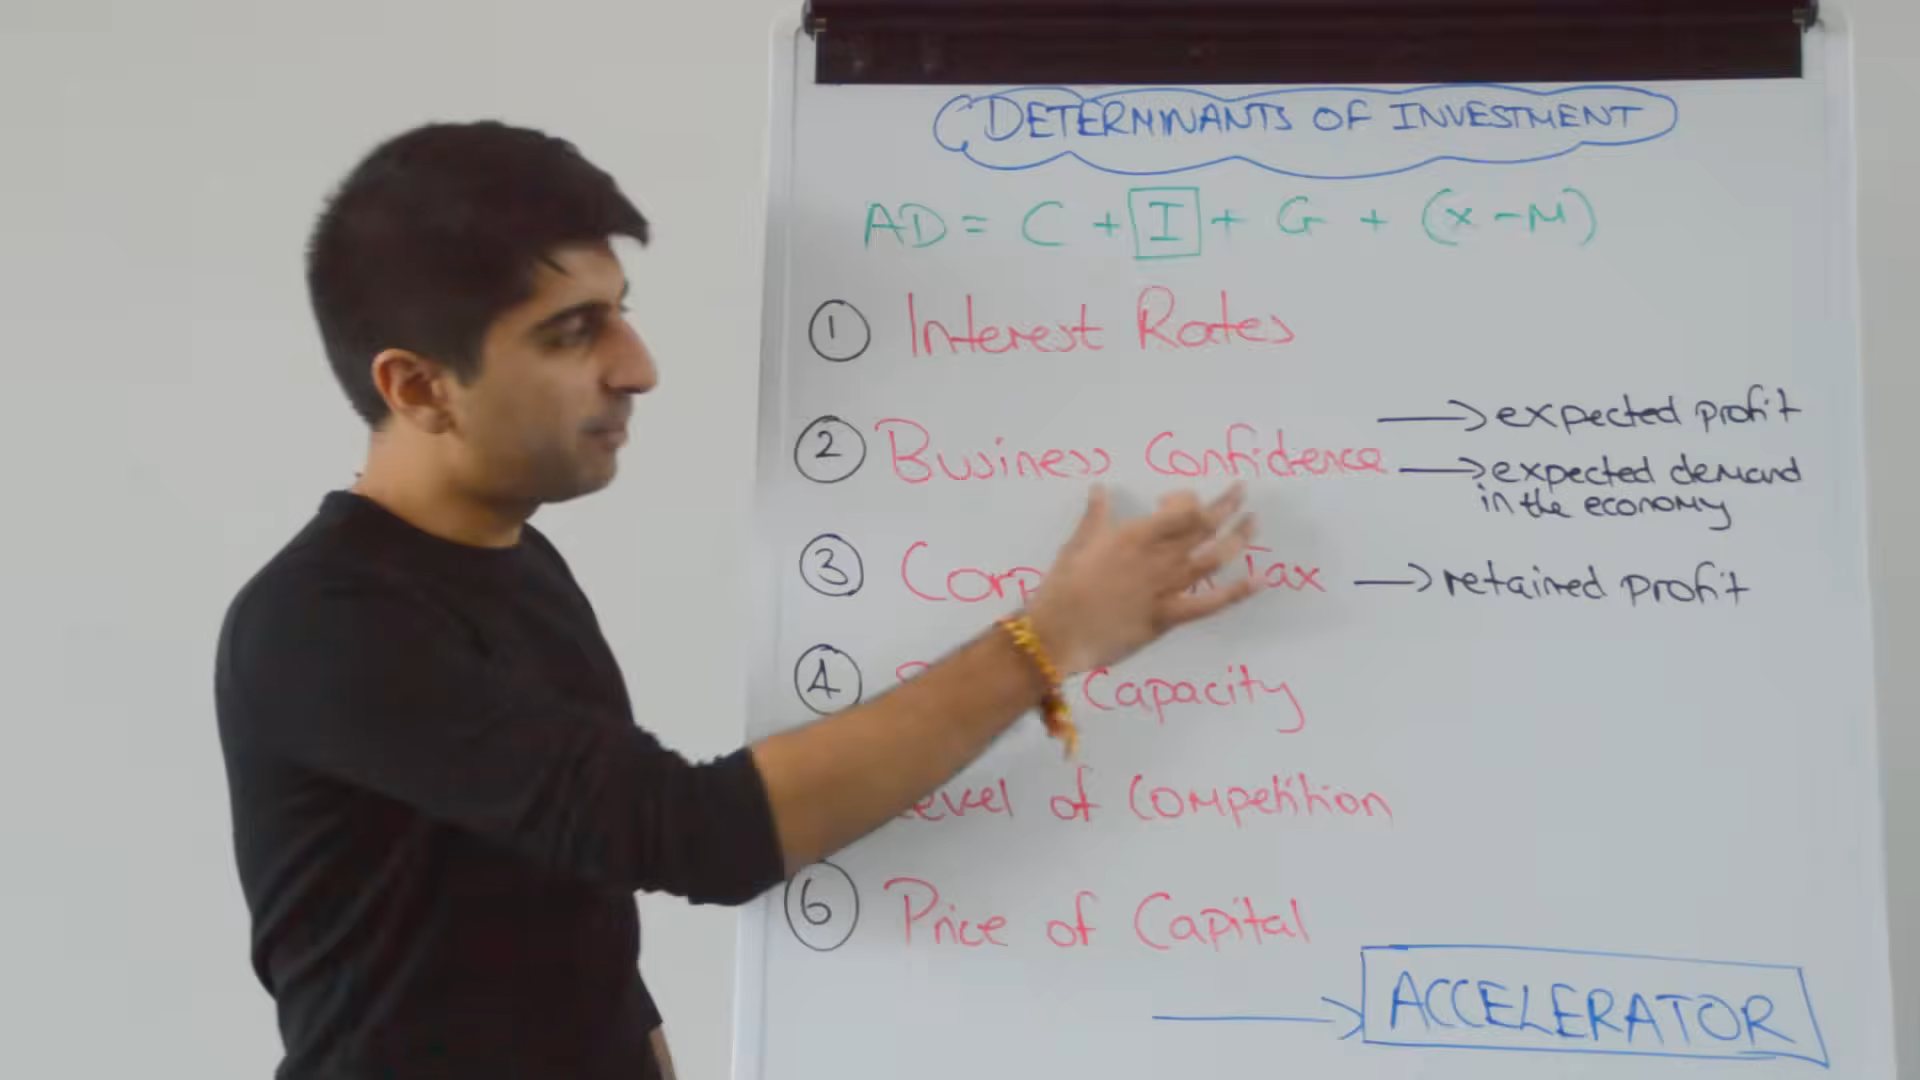 DETERMINANTS OF INVESTMENT
AD = C + I + G + (X - M)
1 Interest Rates
2 Business Confidence → expected profit
→ expected demand
in the economy
3 Tax → retained profit
4 Capacity
Level of Competition
6 Price of Capital
→ ACCELERATOR